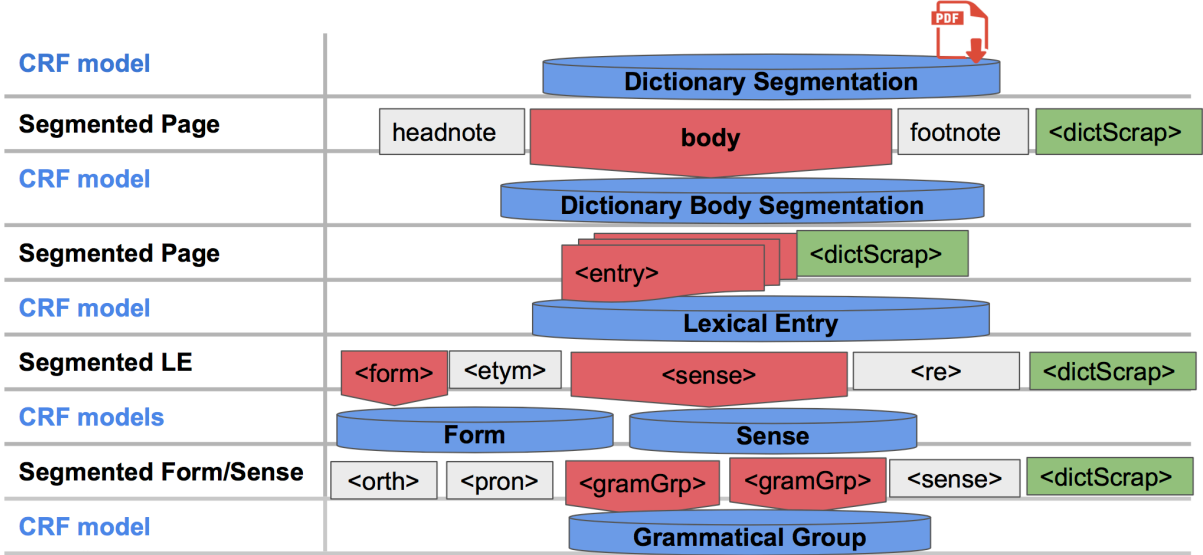 PDF
CRF model
Dictionary Segmentation
Segmented Page
headnote
body
footnote
<dictScrap>
CRF model
Dictionary Body Segmentation
Segmented Page
<entry>
<dictScrap>
CRF model
Lexical Entry
Segmented LE
<form>
<etym>
<sense>
<re>
<dictScrap>
CRF models
Form
Sense
Segmented Form/Sense
<orth>
<pron>
<gramGrp>
<gramGrp>
<sense>
<dictScrap>
CRF model
Grammatical Group